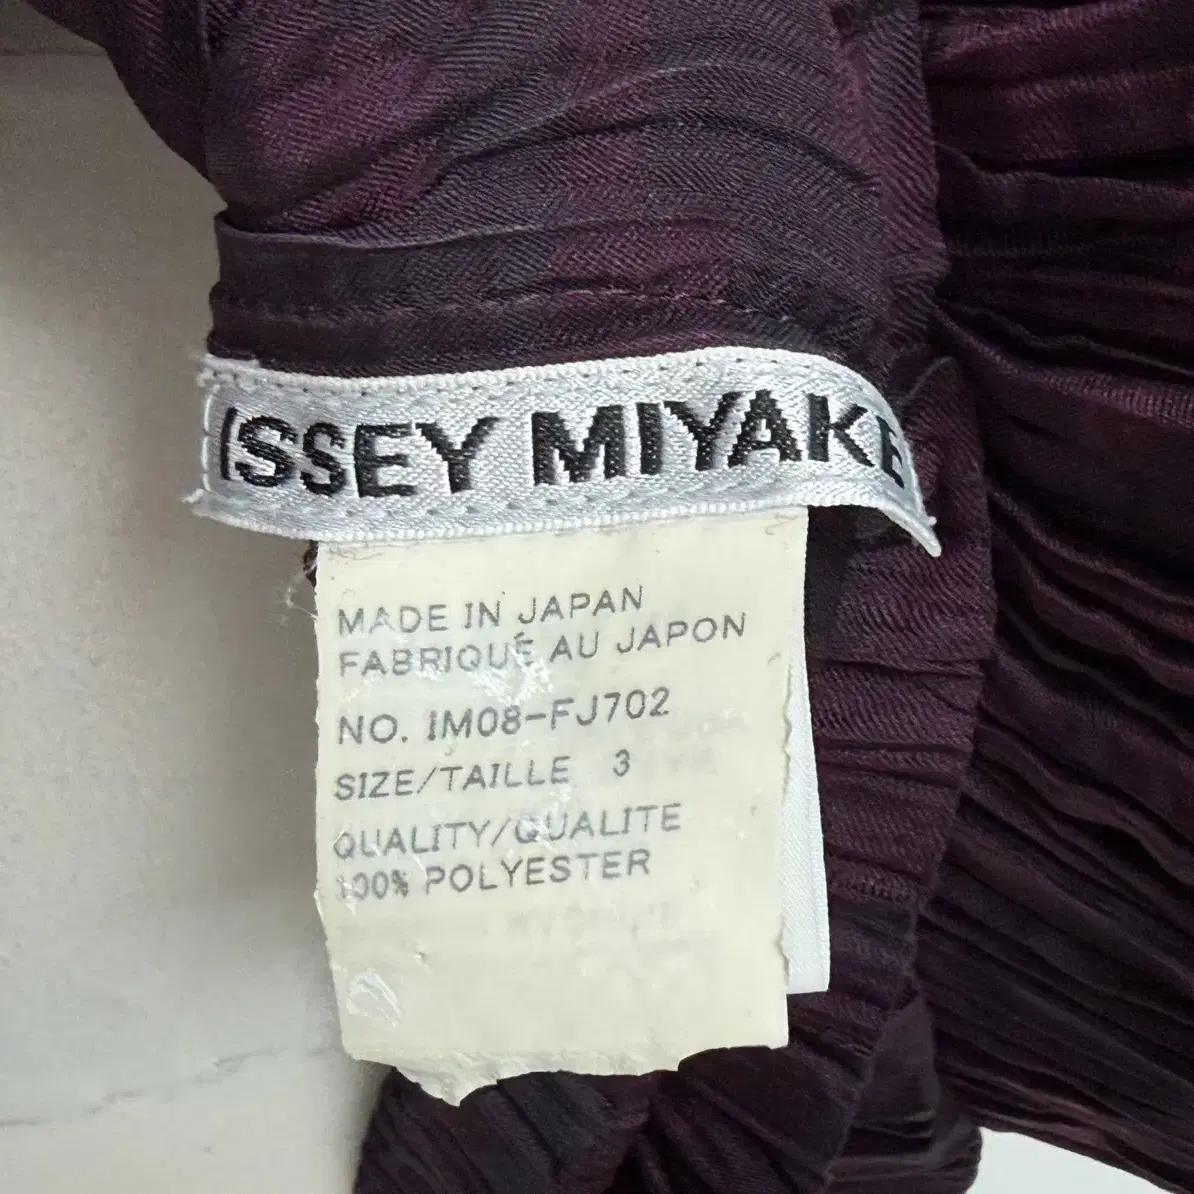 ISSEY MIYAKE
MADE IN JAPAN
FABRIQUÉ AU JAPON
NO. IM08-FJ702
SIZE/TAILLE 3
QUALITY/QUALITE
100% POLYESTER